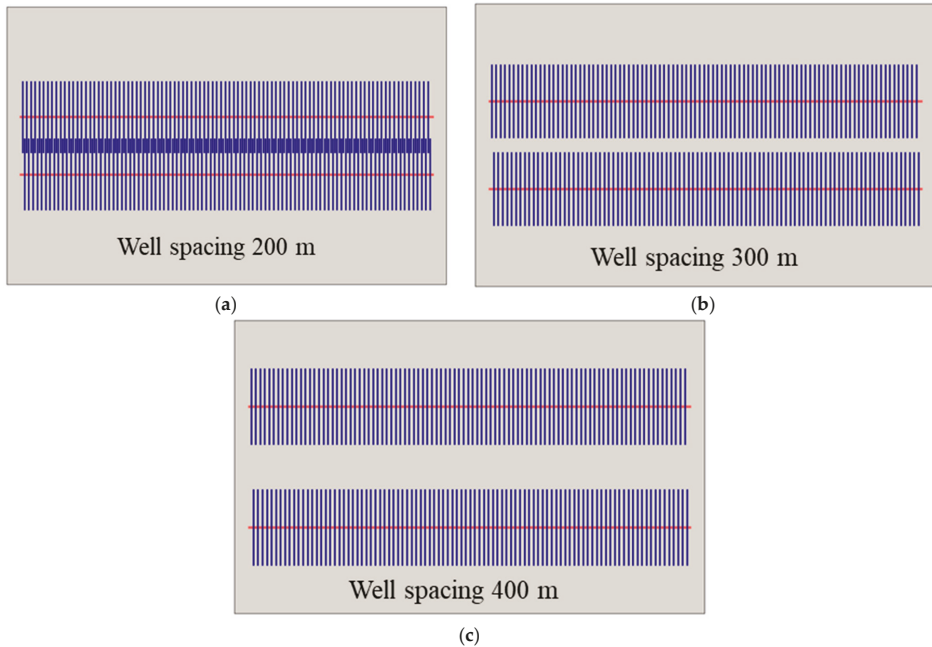 Well spacing 200 m
(a)
Well spacing 300 m
(b)
Well spacing 400 m
(c)